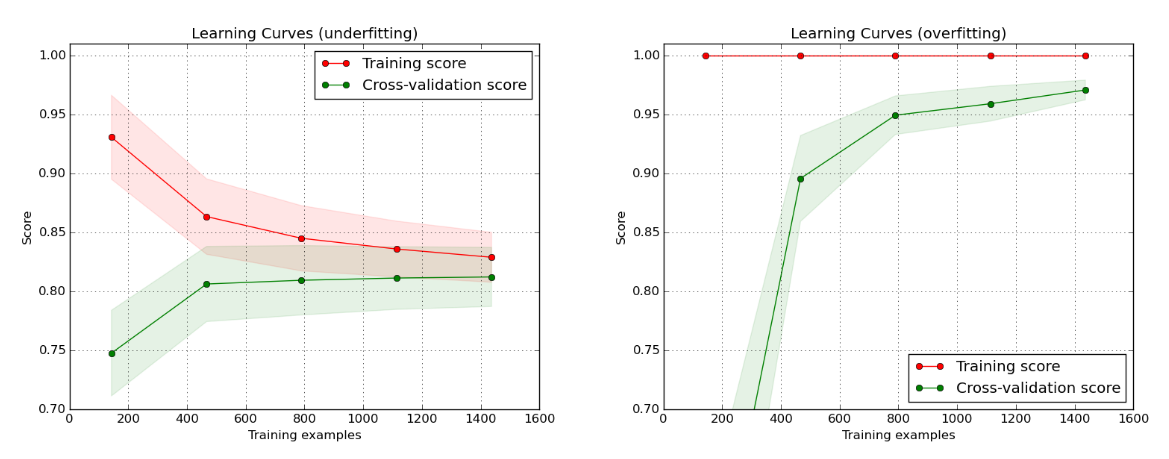 Learning Curves (underfitting)
1.00
0.95
0.90
0.85
0.80
0.75
0.70
Score
0 200 400 600 800 1000 1200 1400 1600
Training examples
Training score
Cross-validation score
Learning Curves (overfitting)
1.00
0.95
0.90
0.85
0.80
0.75
0.70
Score
0 200 400 600 800 1000 1200 1400 1600
Training examples
Training score
Cross-validation score